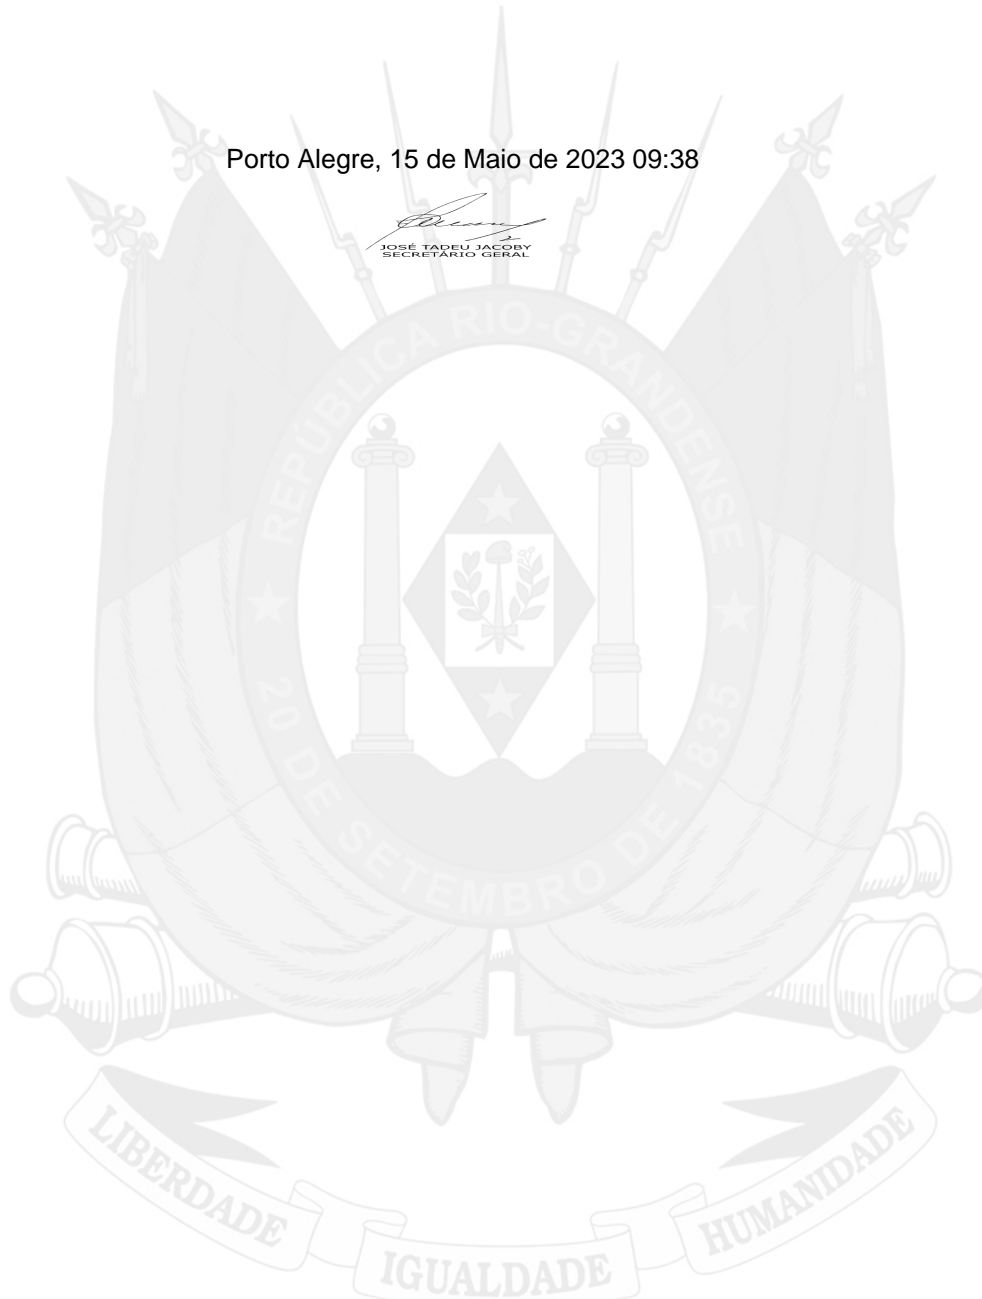 Porto Alegre, 15 de Maio de 2023 09:38
JOSÉ TADEU JACOBY
SECRETÁRIO GERAL
REPÚBLICA RIO-GRANDENSE
20 DE SETEMBRO DE 1835
LIBERDADE
IGUALDADE
HUMANIDADE